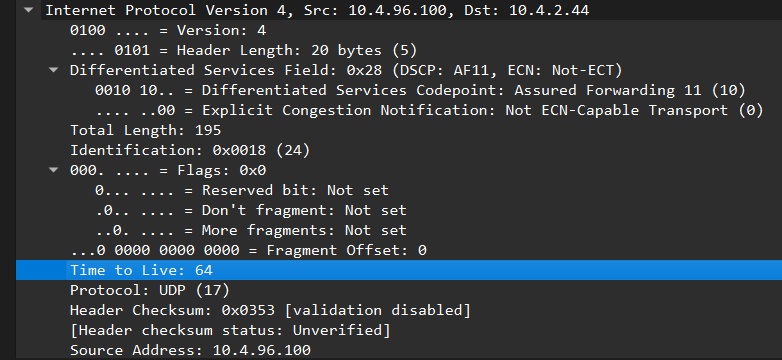 Internet Protocol Version 4, Src: 10.4.96.100, Dst: 10.4.2.44
0100 .... = Version: 4
.... 0101 = Header Length: 20 bytes (5)
Differentiated Services Field: 0x28 (DSCP: AF11, ECN: Not-ECT)
0010 10.. = Differentiated Services Codepoint: Assured Forwarding 11 (10)
.... ..00 = Explicit Congestion Notification: Not ECN-Capable Transport (0)
Total Length: 195
Identification: 0x0018 (24)
000. .... = Flags: 0x0
0... .... = Reserved bit: Not set
.0.. .... = Don't fragment: Not set
..0. .... = More fragments: Not set
...0 0000 0000 0000 = Fragment Offset: 0
Time to Live: 64
Protocol: UDP (17)
Header Checksum: 0x0353 [validation disabled]
[Header checksum status: Unverified]
Source Address: 10.4.96.100